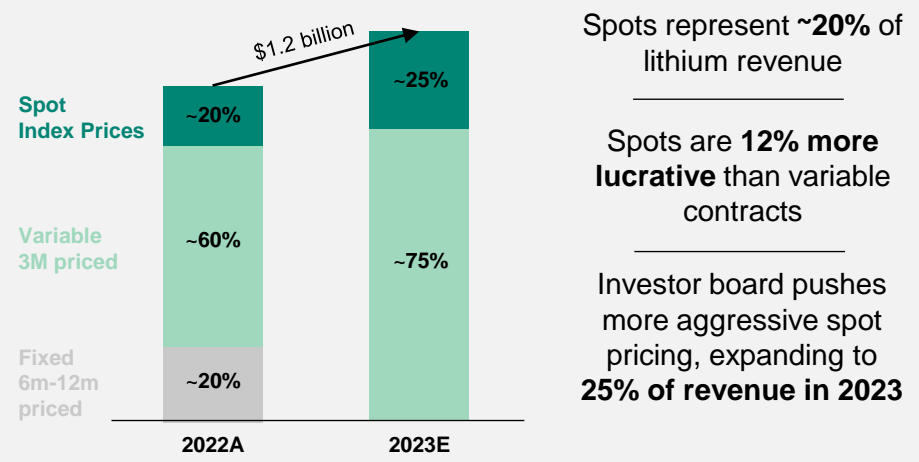 $1.2 billion
Spot
Index Prices
~20%
~25%
Variable
3M priced
~60%
~75%
Fixed
6m-12m
priced
~20%
2022A
2023E
Spots represent ~20% of
lithium revenue
Spots are 12% more
lucrative than variable
contracts
Investor board pushes
more aggressive spot
pricing, expanding to
25% of revenue in 2023